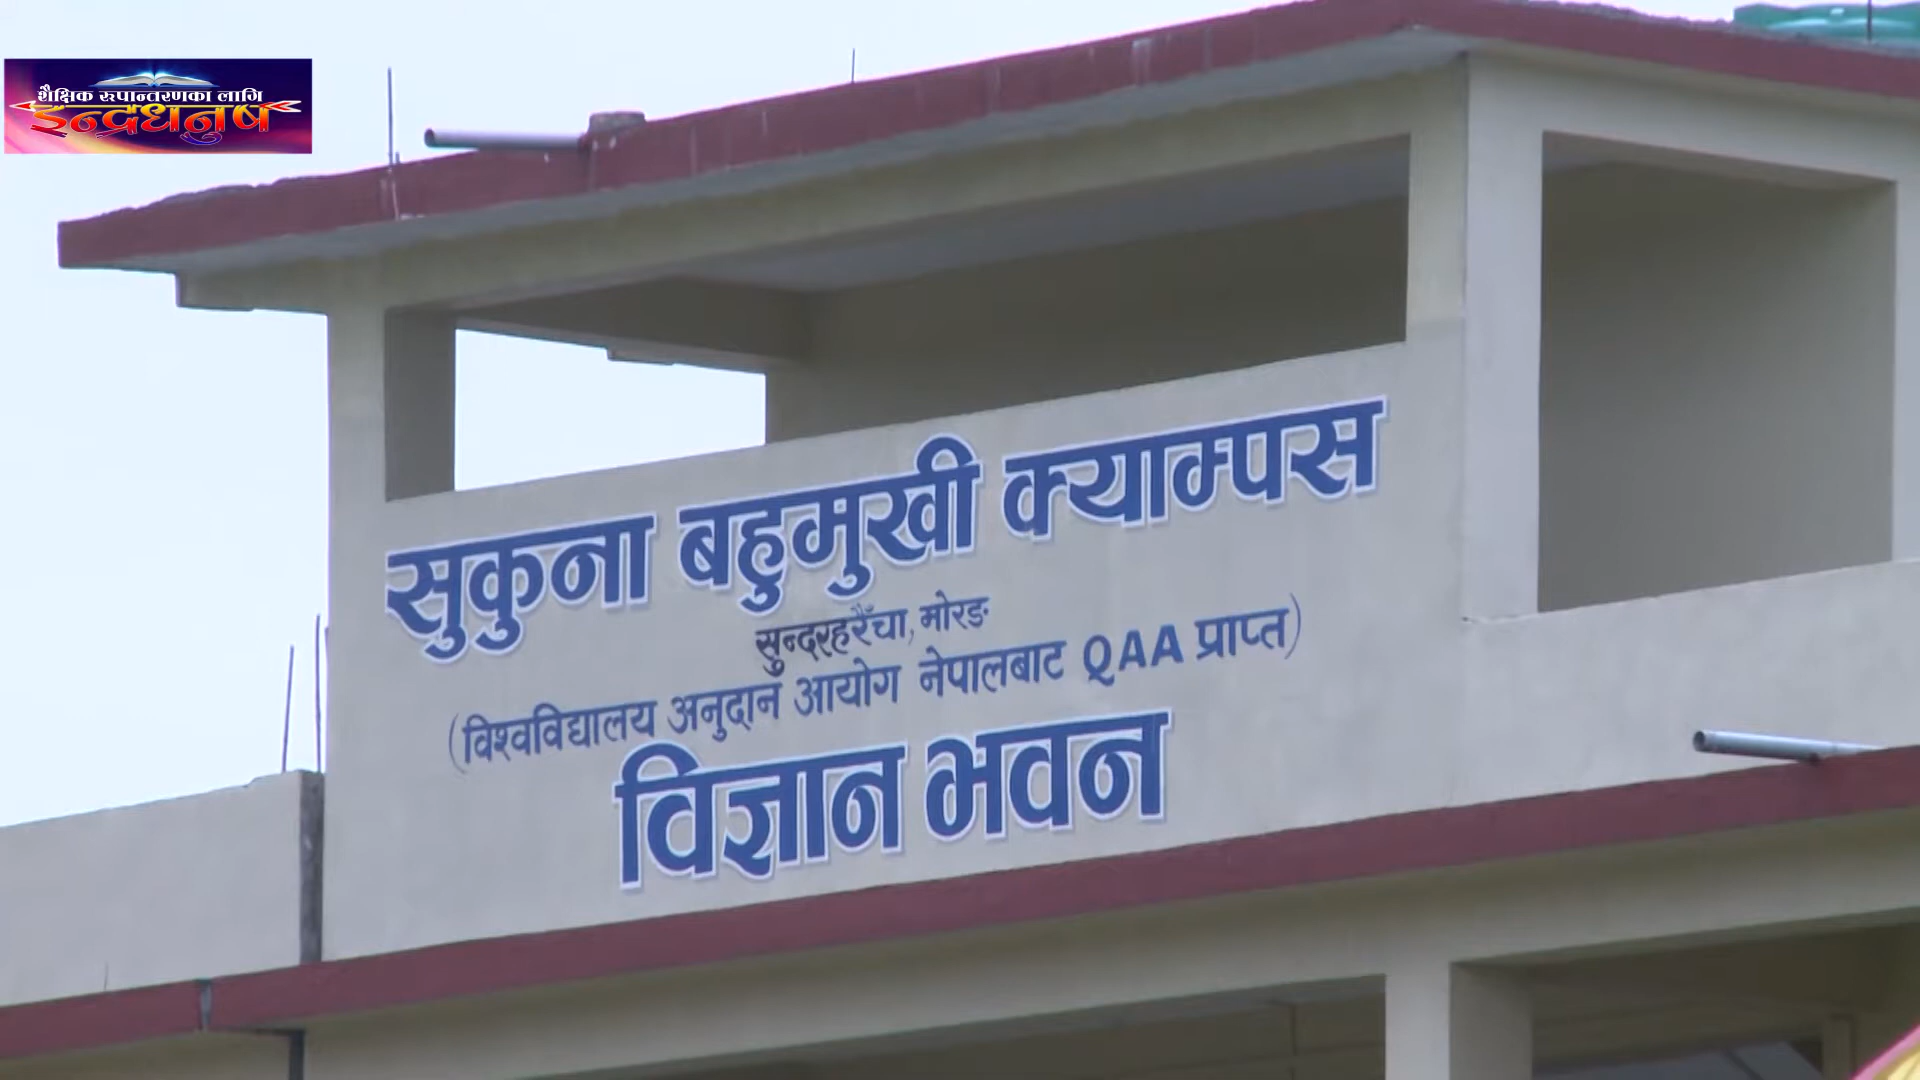 शैक्षिक रूपान्तरणका लागि
इन्द्रधनुष
सुकुना बहुमुखी क्याम्पस
सुन्दरहरैंचा, मोरङ
(विश्वविद्यालय अनुदान आयोग नेपालबाट QAA प्राप्त)
विज्ञान भवन